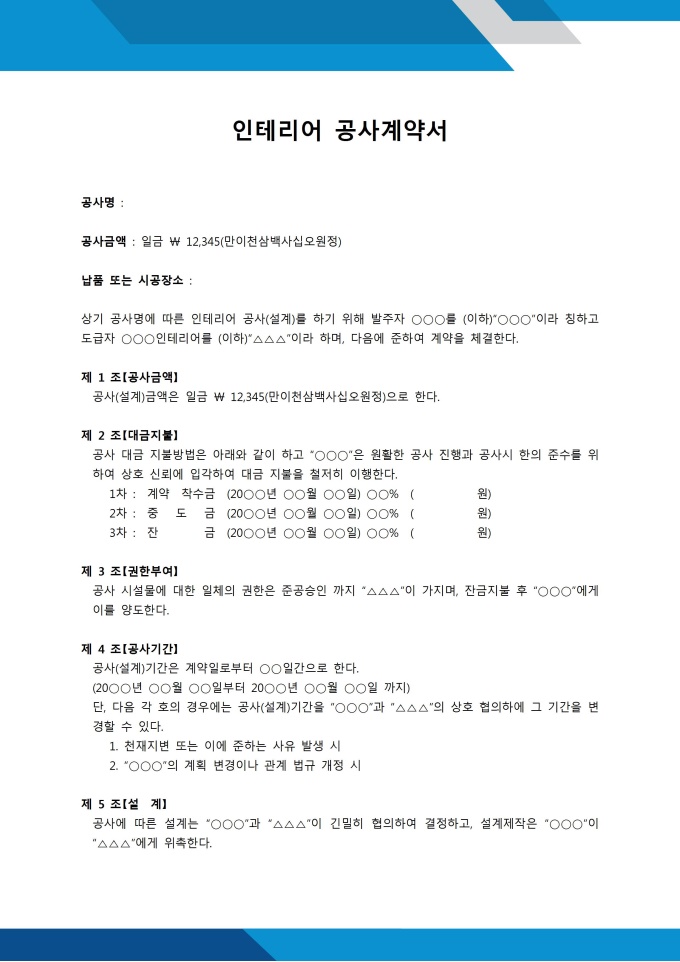 인테리어 공사계약서
공사명 :
공사금액 : 일금 ₩ 12,345(만이천삼백사십오원정)
납품 또는 시공장소 :
상기 공사명에 따른 인테리어 공사(설계)를 하기 위해 발주자 ○○○를 (이하)“○○○”이라 칭하고
도급자 ○○○인테리어를 (이하)“△△△”이라 하며, 다음에 준하여 계약을 체결한다.
제 1 조【공사금액】
공사(설계)금액은 일금 ₩ 12,345(만이천삼백사십오원정)으로 한다.
제 2 조【대금지불】
공사 대금 지불방법은 아래와 같이 하고 “○○○”은 원활한 공사 진행과 공사시 한의 준수를 위
하여 상호 신뢰에 입각하여 대금 지불을 철저히 이행한다.
1차 : 계약 착수금 (20○○년 ○○월 ○○일) ○○% ( 원)
2차 : 중 도 금 (20○○년 ○○월 ○○일) ○○% ( 원)
3차 : 잔 금 (20○○년 ○○월 ○○일) ○○% ( 원)
제 3 조【권한부여】
공사 시설물에 대한 일체의 권한은 준공승인 까지 “△△△”이 가지며, 잔금지불 후 “○○○”에게
이를 양도한다.
제 4 조【공사기간】
공사(설계)기간은 계약일로부터 ○○일간으로 한다.
(20○○년 ○○월 ○○일부터 20○○년 ○○월 ○○일 까지)
단, 다음 각 호의 경우에는 공사(설계)기간을 “○○○”과 “△△△”의 상호 협의하에 그 기간을 변
경할 수 있다.
1. 천재지변 또는 이에 준하는 사유 발생 시
2. “○○○”의 계획 변경이나 관계 법규 개정 시
제 5 조【설 계】
공사에 따른 설계는 “○○○”과 “△△△”이 긴밀히 협의하여 결정하고, 설계제작은 “○○○”이
“△△△”에게 위촉한다.